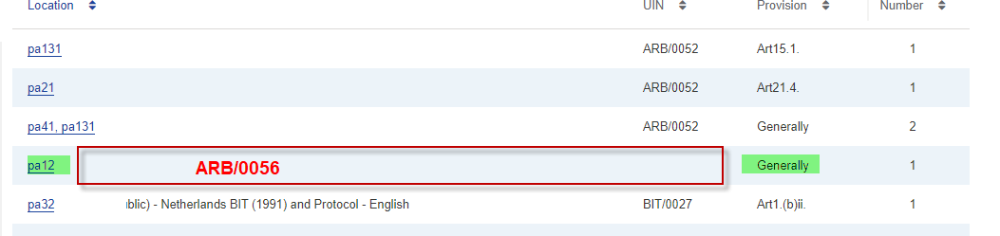 Location UIN Provision Number
pa131 ARB/0052 Art15.1. 1
pa21 ARB/0052 Art21.4. 1
pa41, pa131 ARB/0052 Generally 2
pa12 ARB/0056 Generally 1
pa32 blic) - Netherlands BIT (1991) and Protocol - English BIT/0027 Art1.(b)ii. 1